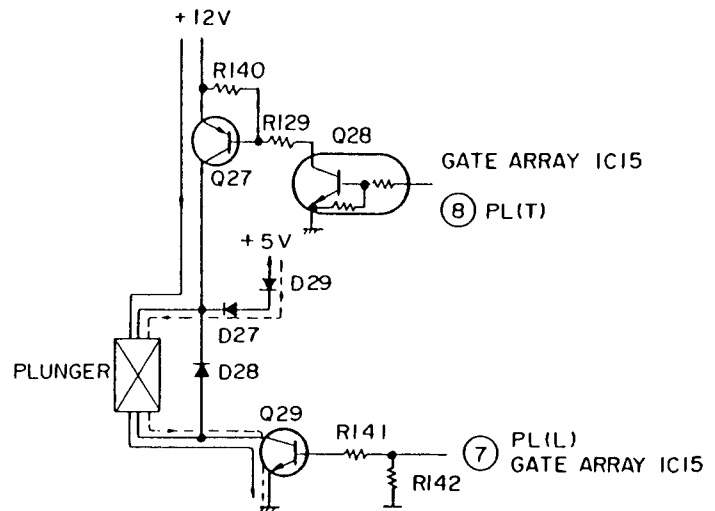 +12V
R140
R129
Q28
Q27
GATE ARRAY IC15
8 PL(T)
+5V
D29
D27
PLUNGER
D28
Q29
R141
7 PL(L)
GATE ARRAY IC15
R142